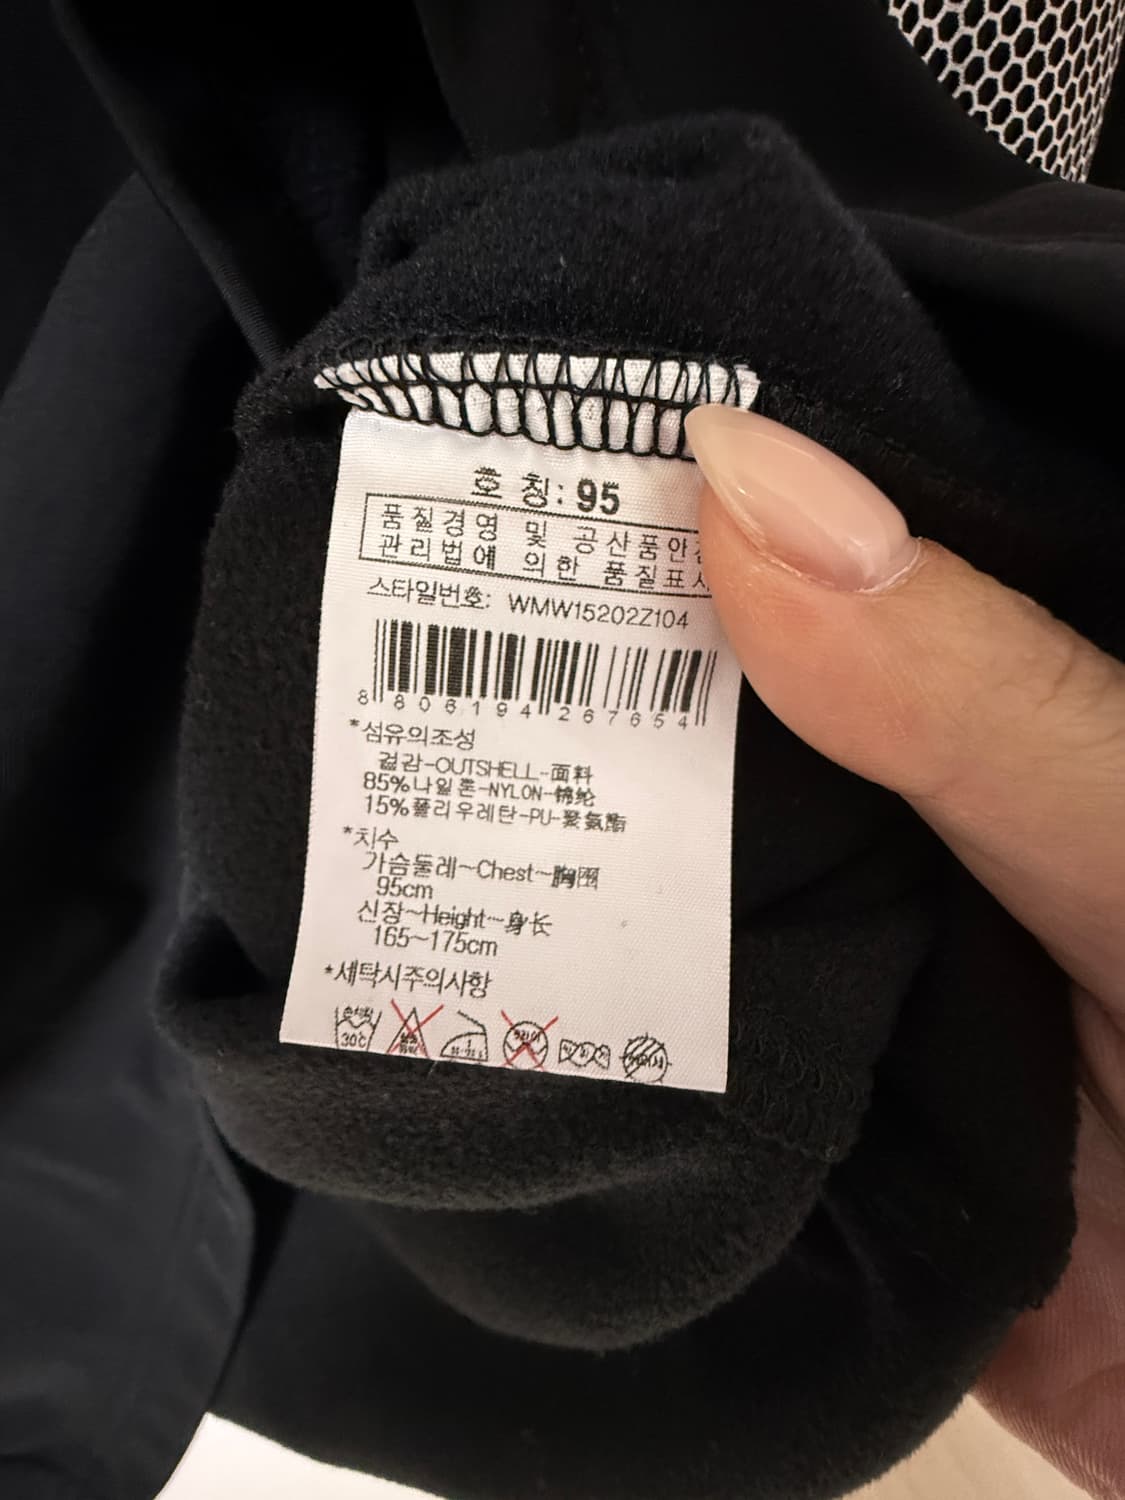 호 칭: 95
품질경영 및 공산품안
관리법에 의한 품질표
스타일번호: WMW15202Z104
8 806194 267654
*섬유의조성
겉감-OUTSHELL-面料
85%나일론-NYLON-锦纶
15%폴리우레탄-PU-聚氨酯
*치수
가슴둘레~Chest~胸围
95cm
신장~Height~身长
165~175cm
*세탁시주의사항
손세탁
30℃